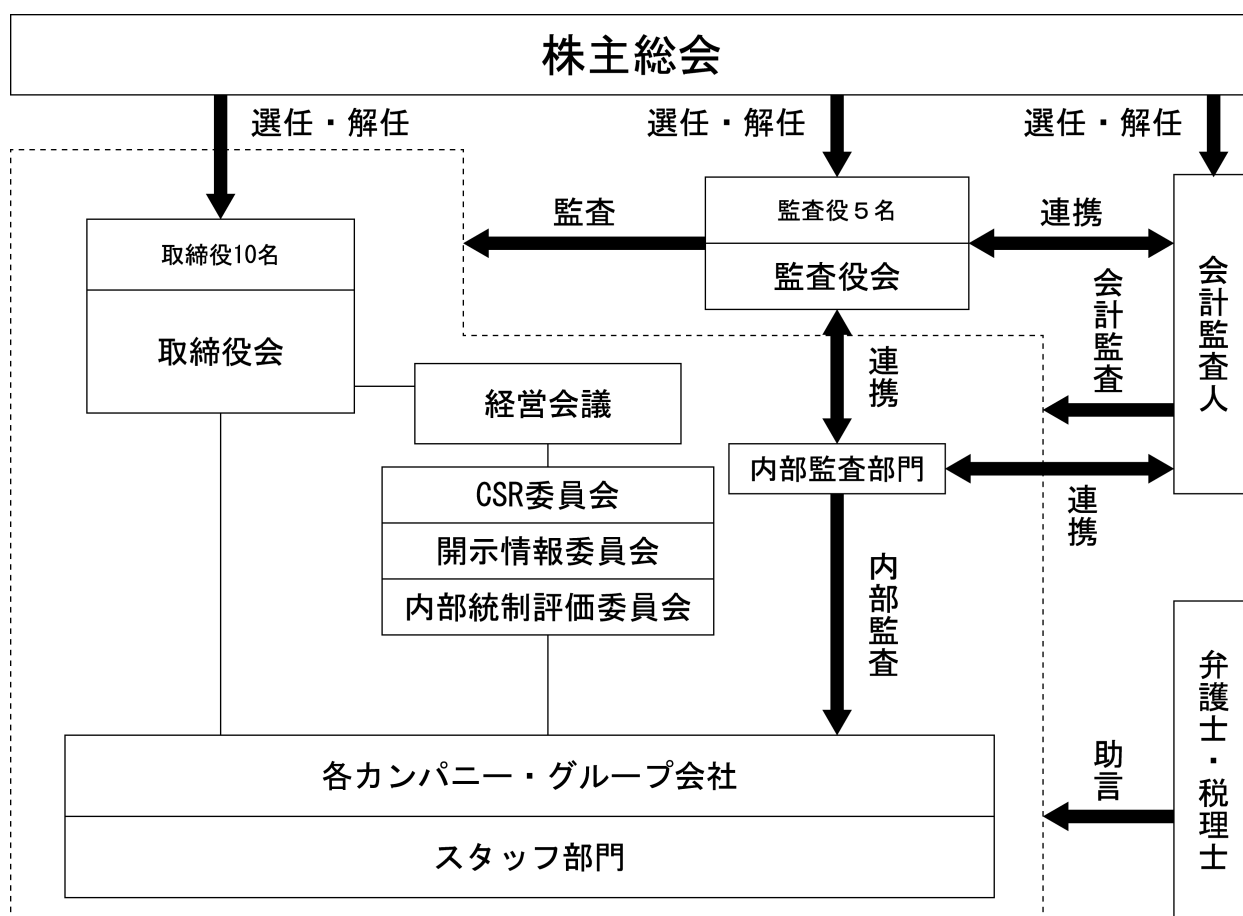 株主総会
選任・解任
選任・解任
選任・解任
監査役５名
監査
連携
監査役会
取締役10名
取締役会
会計監査人
会計監査
連携
経営会議
内部監査部門
連携
CSR委員会
開示情報委員会
内部統制評価委員会
内部監査
各カンパニー・グループ会社
スタッフ部門
助言
弁護士・税理士